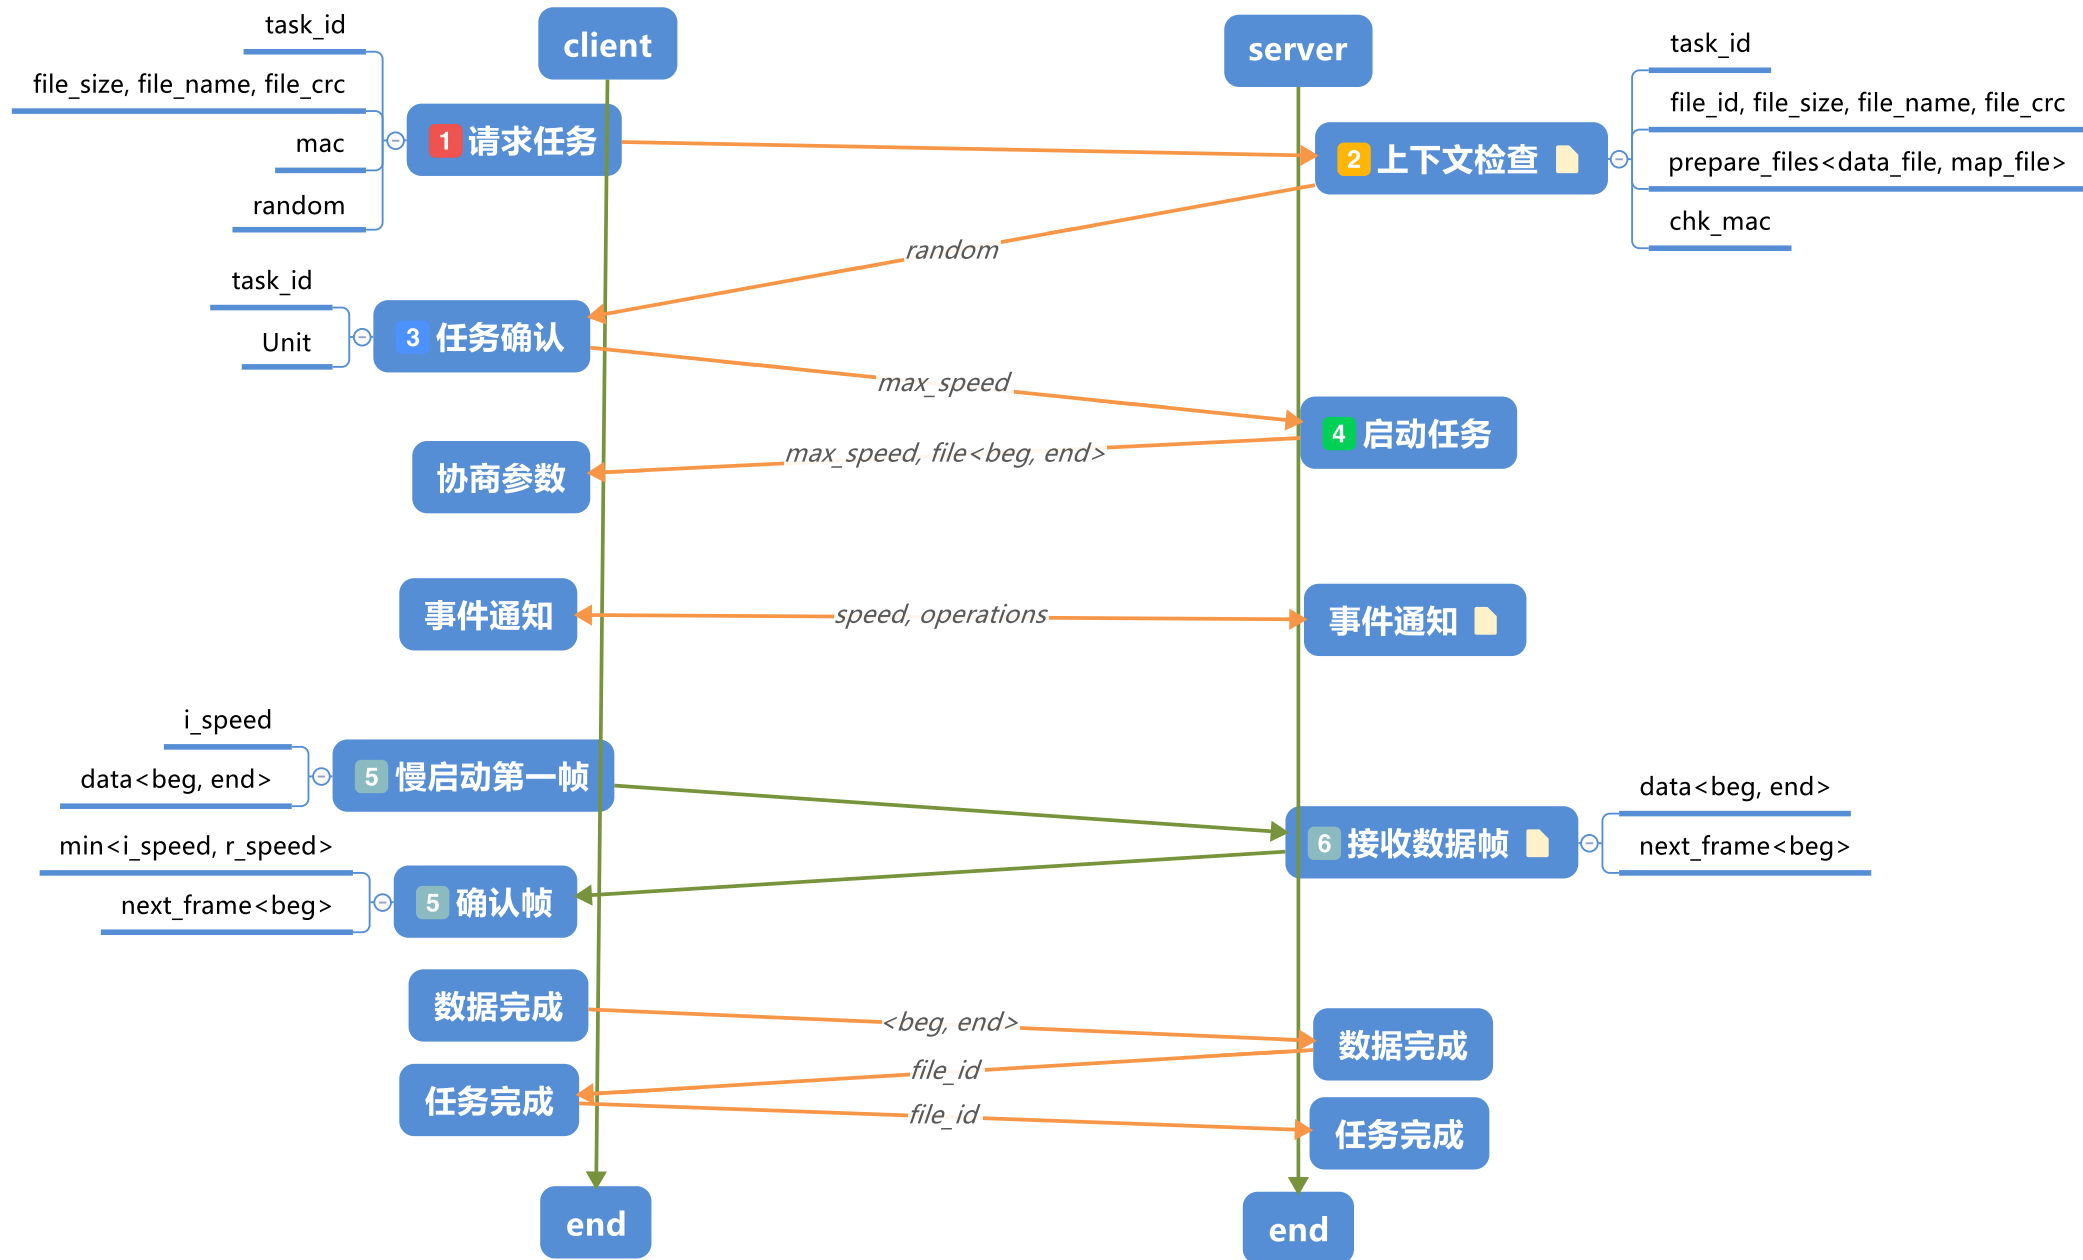 client
server
task_id
file_size, file_name, file_crc
mac
random
1 请求任务
2 上下文检查
task_id
file_id, file_size, file_name, file_crc
prepare_files<data_file, map_file>
chk_mac
random
task_id
Unit
3 任务确认
max_speed
4 启动任务
max_speed, file<beg, end>
协商参数
事件通知
speed, operations
事件通知
i_speed
data<beg, end>
5 慢启动第一帧
6 接收数据帧
data<beg, end>
next_frame<beg>
min<i_speed, r_speed>
next_frame<beg>
5 确认帧
数据完成
<beg, end>
数据完成
file_id
任务完成
file_id
任务完成
end
end